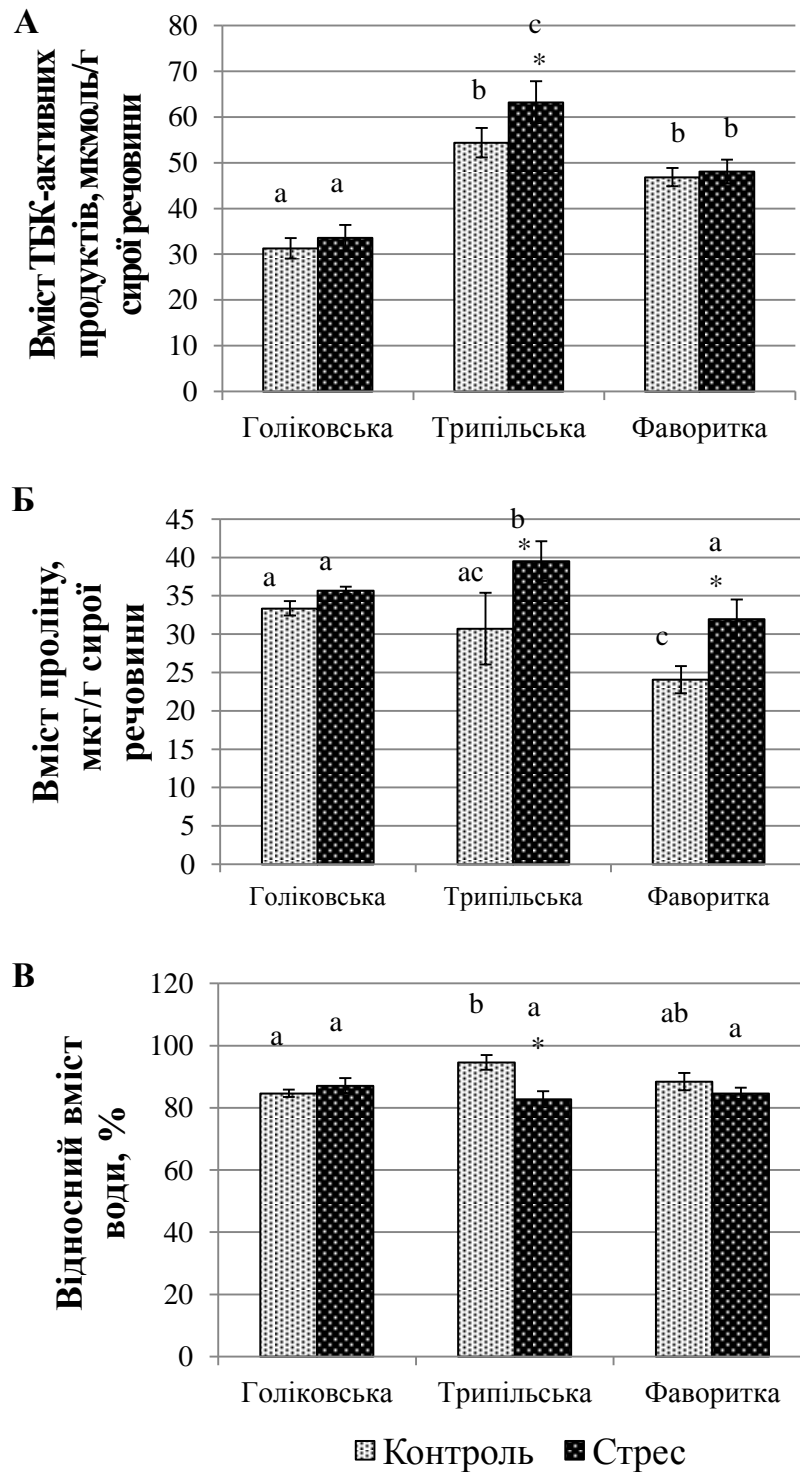 А
Вміст ТБК-активних
продуктів, мкмоль/г
сирої речовини
80
70
60
50
40
30
20
10
0
a
a
b
c
*
b
b
Голіковська Трипільська Фаворитка
Б
Вміст проліну,
мкг/г сирої
речовини
45
40
35
30
25
20
15
10
5
0
a
a
ac
b
*
c
a
*
Голіковська Трипільська Фаворитка
В
Відносний вміст
води, %
120
100
80
60
40
20
0
a
a
b
a
*
ab
a
Голіковська Трипільська Фаворитка
Контроль Стрес